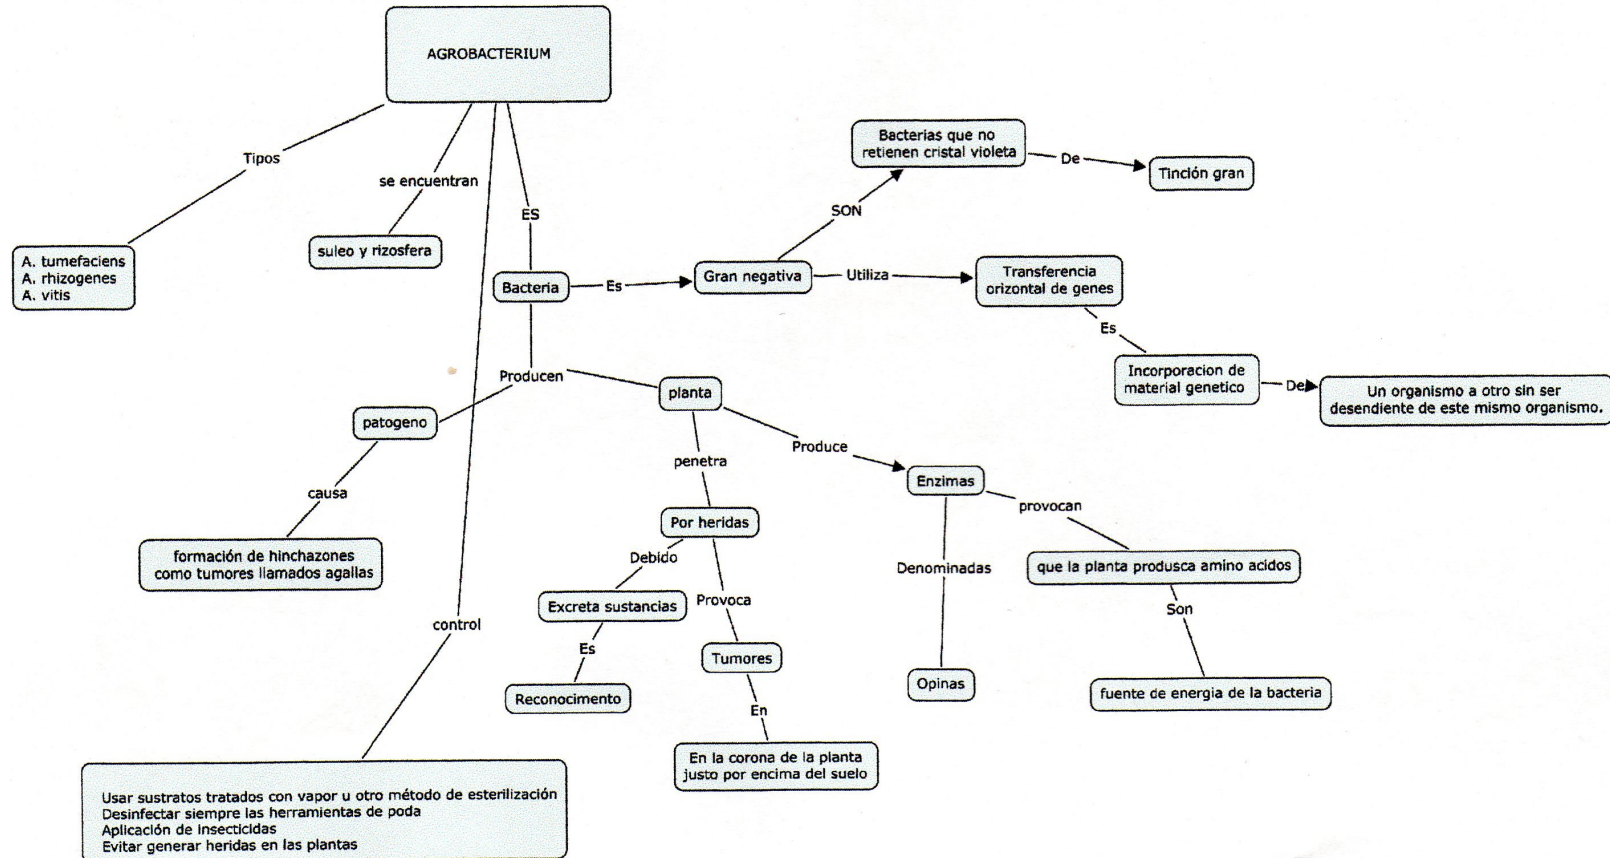 AGROBACTERIUM
Tipos
A. tumefaciens
A. rhizogenes
A. vitis
se encuentran
suleo y rizosfera
ES
Bacteria
Es
Gran negativa
SON
Bacterias que no
retienen cristal violeta
De
Tinción gran
Utiliza
Transferencia
orizontal de genes
Es
Incorporacion de
material genetico
De
Un organismo a otro sin ser
desendiente de este mismo organismo.
Producen
patogeno
causa
formación de hinchazones
como tumores llamados agallas
planta
penetra
Por heridas
Debido
Excreta sustancias
Es
Reconocimento
Provoca
Tumores
En
En la corona de la planta
justo por encima del suelo
Produce
Enzimas
Denominadas
Opinas
provocan
que la planta produsca amino acidos
Son
fuente de energia de la bacteria
control
Usar sustratos tratados con vapor u otro método de esterilización
Desinfectar siempre las herramientas de poda
Aplicación de insecticidas
Evitar generar heridas en las plantas